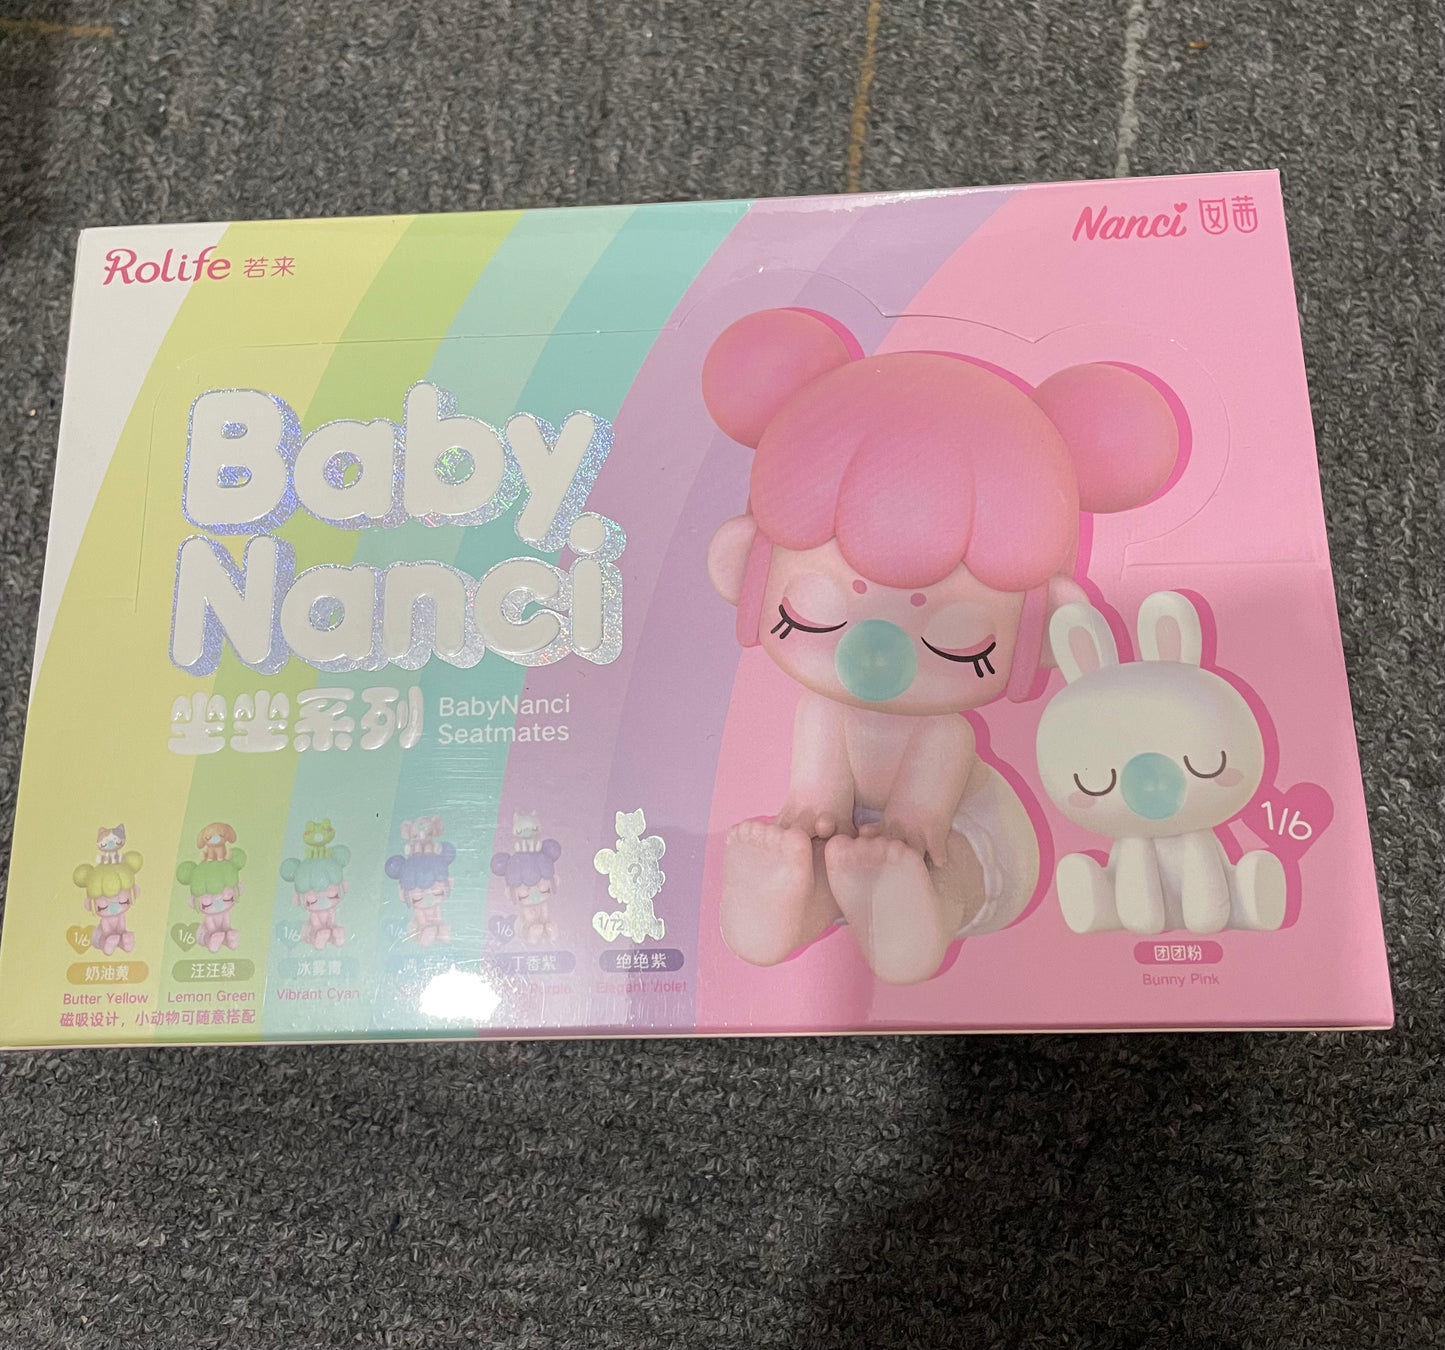 Rolife 若来
Nanci 囡茜
Baby
Nanci
坐坐系列
BabyNanci
Seatmates
1/6
1/6
1/6
1/6
1/6
1/6
?
1/72
奶油黄
汪汪绿
冰雾青
丁香紫
绝绝紫
团团粉
Butter Yellow
Lemon Green
Vibrant Cyan
Purple
Elegant Violet
Bunny Pink
磁吸设计，小动物可随意搭配